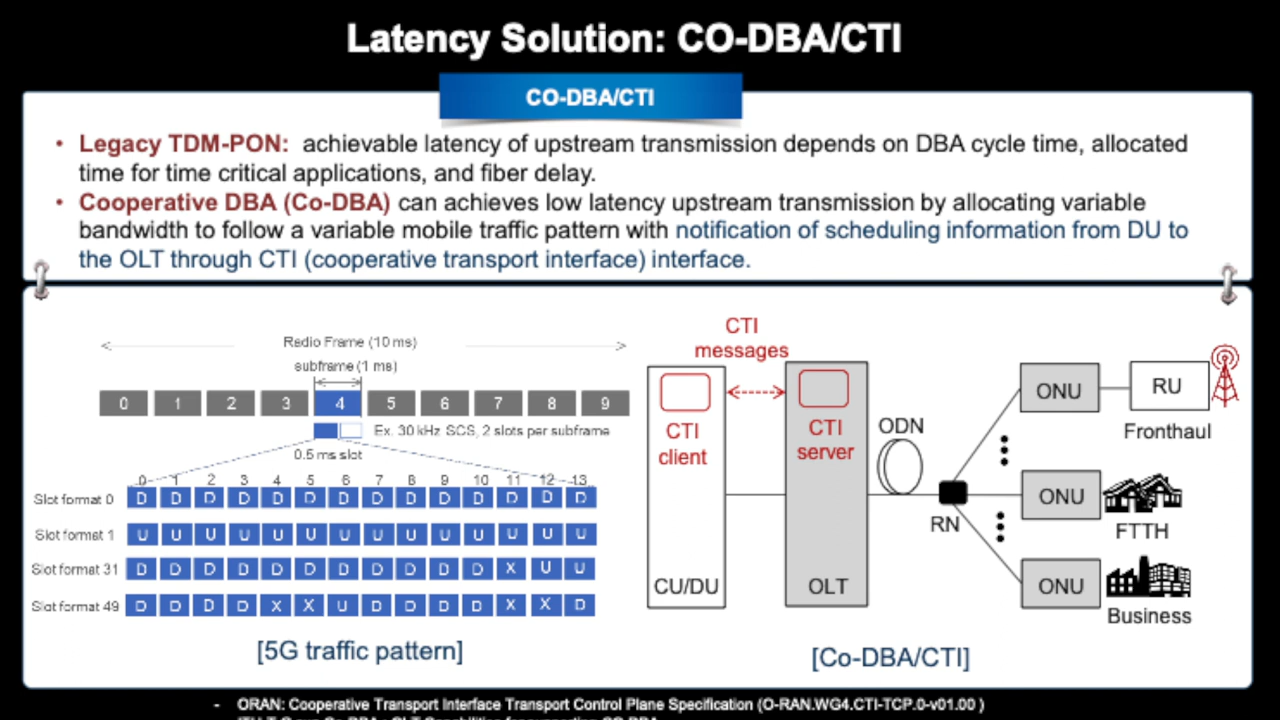 Latency Solution: CO-DBA/CTI
CO-DBA/CTI
• Legacy TDM-PON: achievable latency of upstream transmission depends on DBA cycle time, allocated
time for time critical applications, and fiber delay.
• Cooperative DBA (Co-DBA) can achieves low latency upstream transmission by allocating variable
bandwidth to follow a variable mobile traffic pattern with notification of scheduling information from DU to
the OLT through CTI (cooperative transport interface) interface.
Radio Frame (10 ms)
subframe (1 ms)
0 1 2 3 4 5 6 7 8 9
Ex. 30 kHz SCS, 2 slots per subframe
0.5 ms slot
0 1 2 3 4 5 6 7 8 9 10 11 12 13
Slot format 0 D D D D D D D D D D D D D D
Slot format 1 U U U U U U U U U U U U U U
Slot format 31 D D D D D D D D D D D X U U
Slot format 49 D D D D X X U D D D D X X D
[5G traffic pattern]
CTI
messages
CTI
client
CTI
server
CU/DU
OLT
ODN
RN
ONU
RU
Fronthaul
ONU
FTTH
ONU
Business
[Co-DBA/CTI]
- ORAN: Cooperative Transport Interface Transport Control Plane Specification (O-RAN.WG4.CTI-TCP.0-v01.00 )